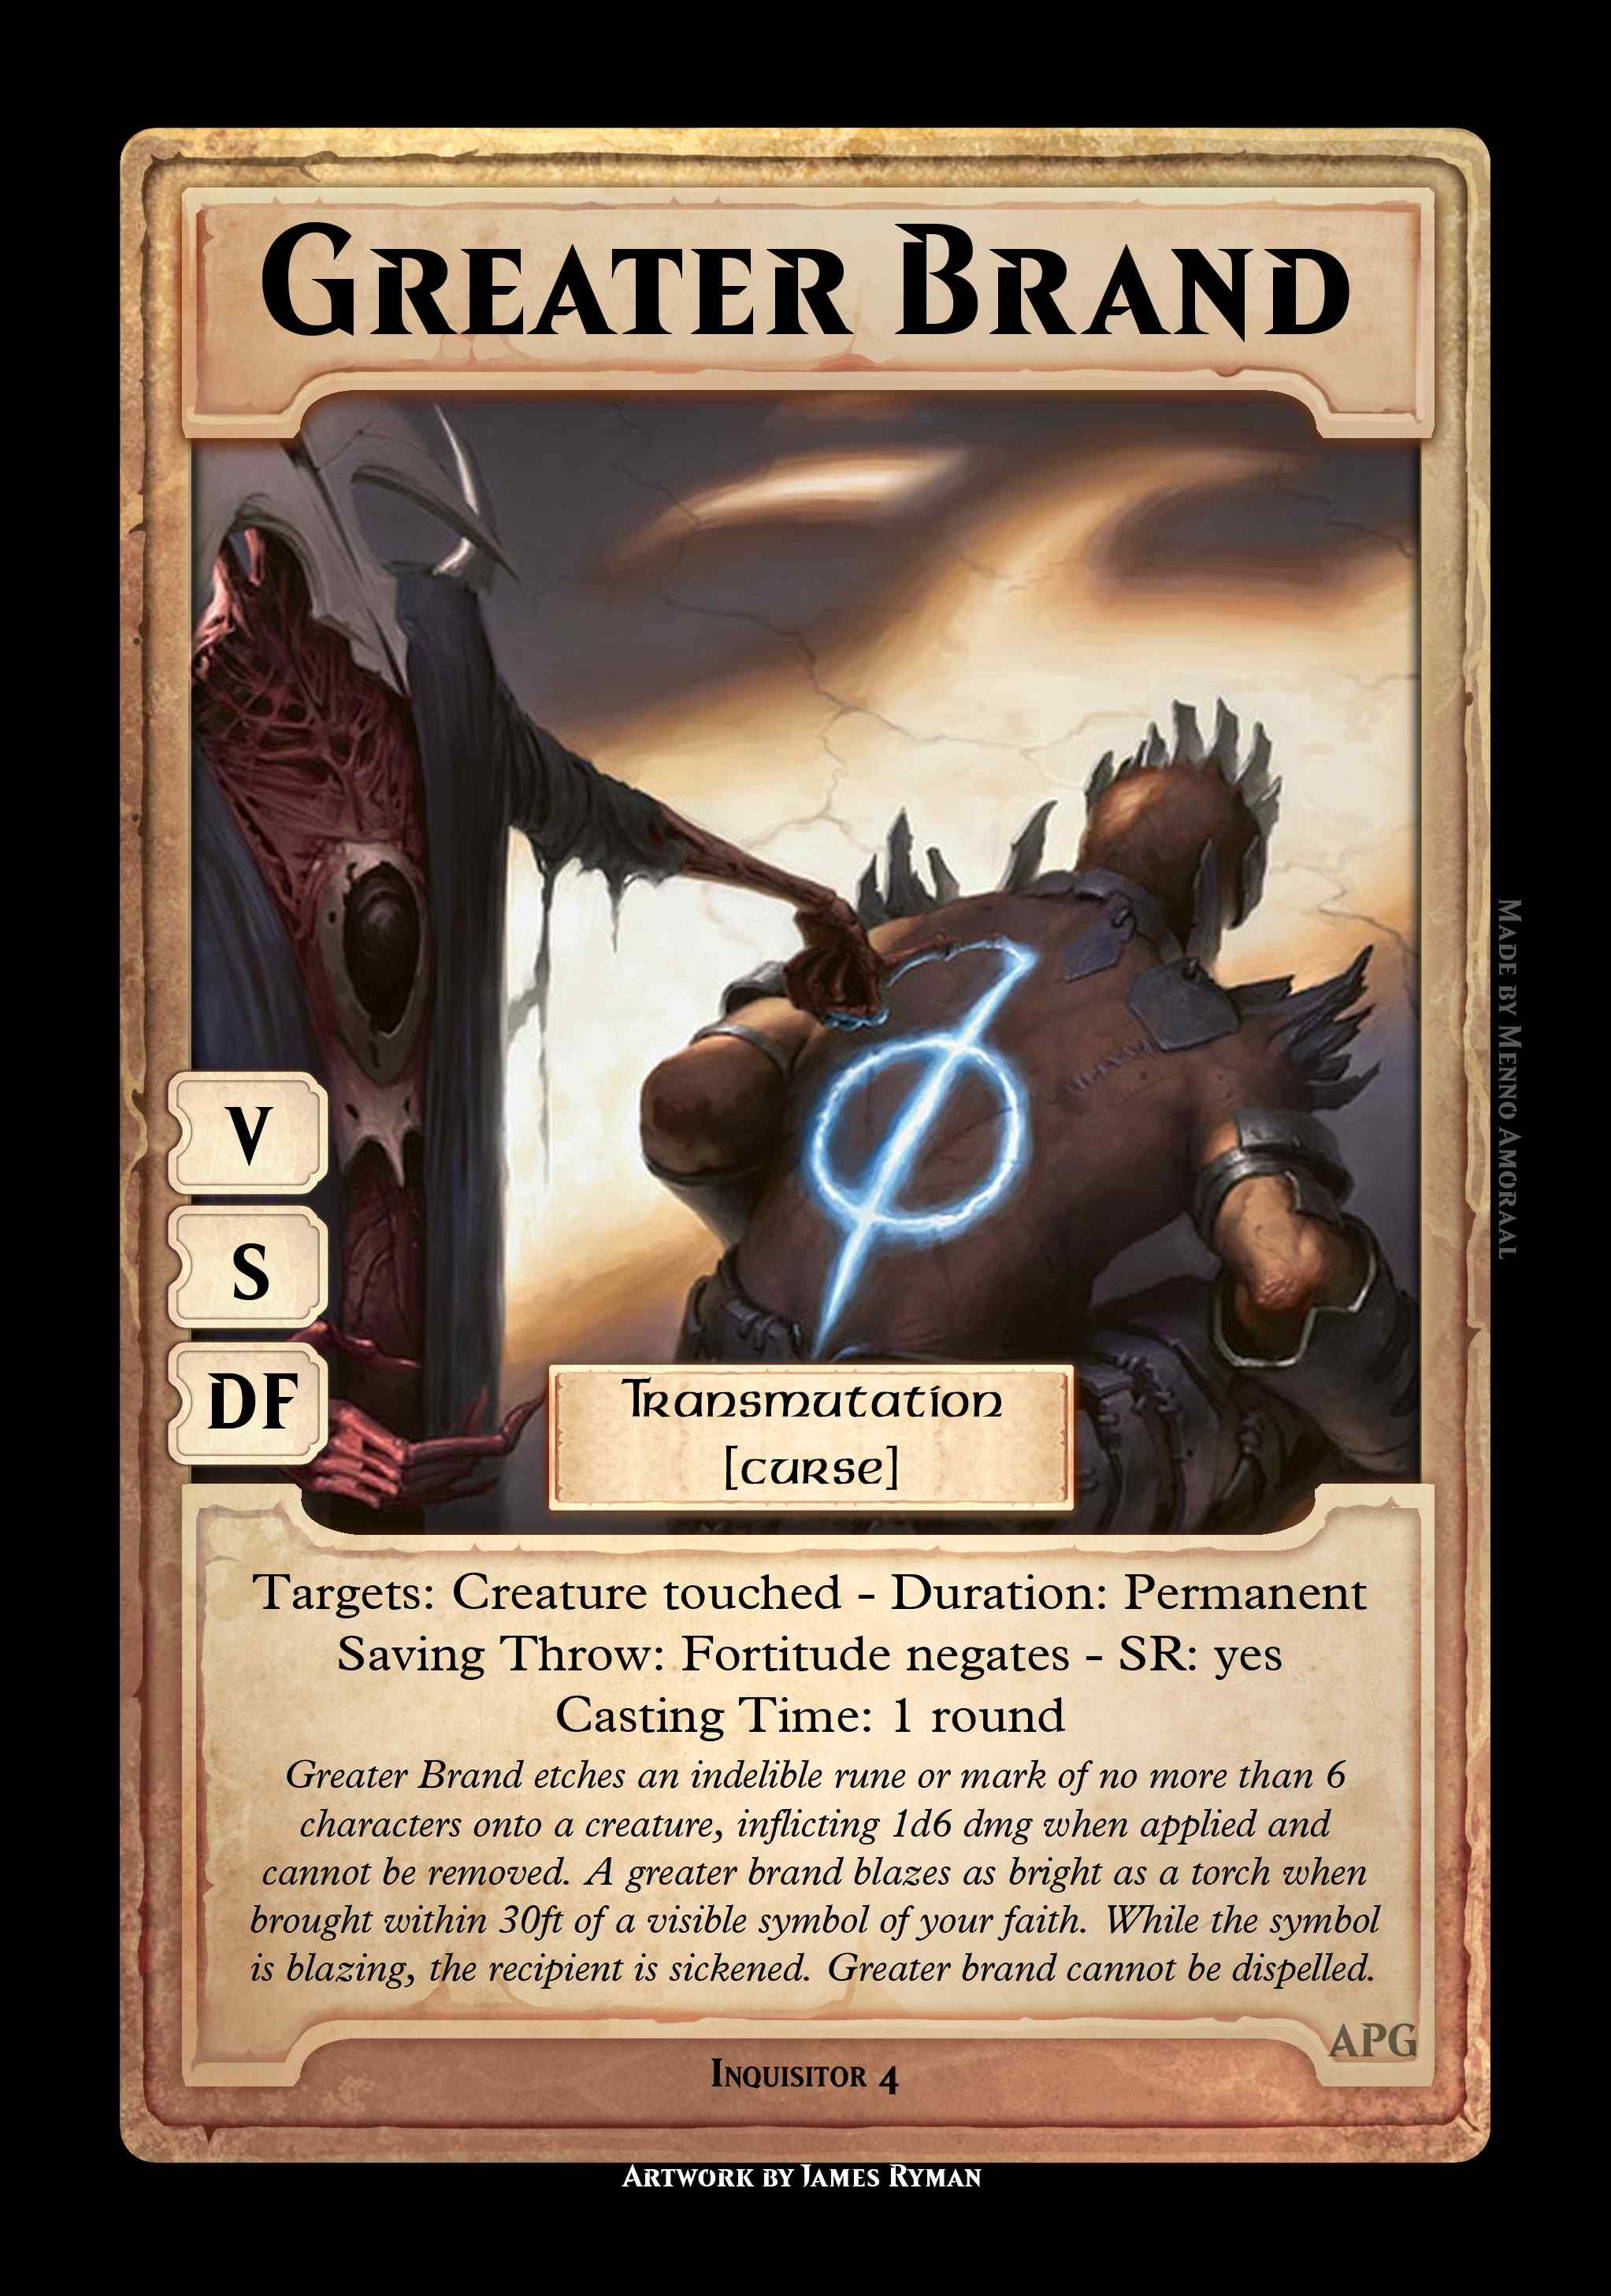 Greater Brand
V
S
DF
Transmutation
[curse]
Targets: Creature touched - Duration: Permanent
Saving Throw: Fortitude negates - SR: yes
Casting Time: 1 round
Greater Brand etches an indelible rune or mark of no more than 6
characters onto a creature, inflicting 1d6 dmg when applied and
cannot be removed. A greater brand blazes as bright as a torch when
brought within 30ft of a visible symbol of your faith. While the symbol
is blazing, the recipient is sickened. Greater brand cannot be dispelled.
APG
Inquisitor 4
Artwork by James Ryman
Made by Menno Amoraal